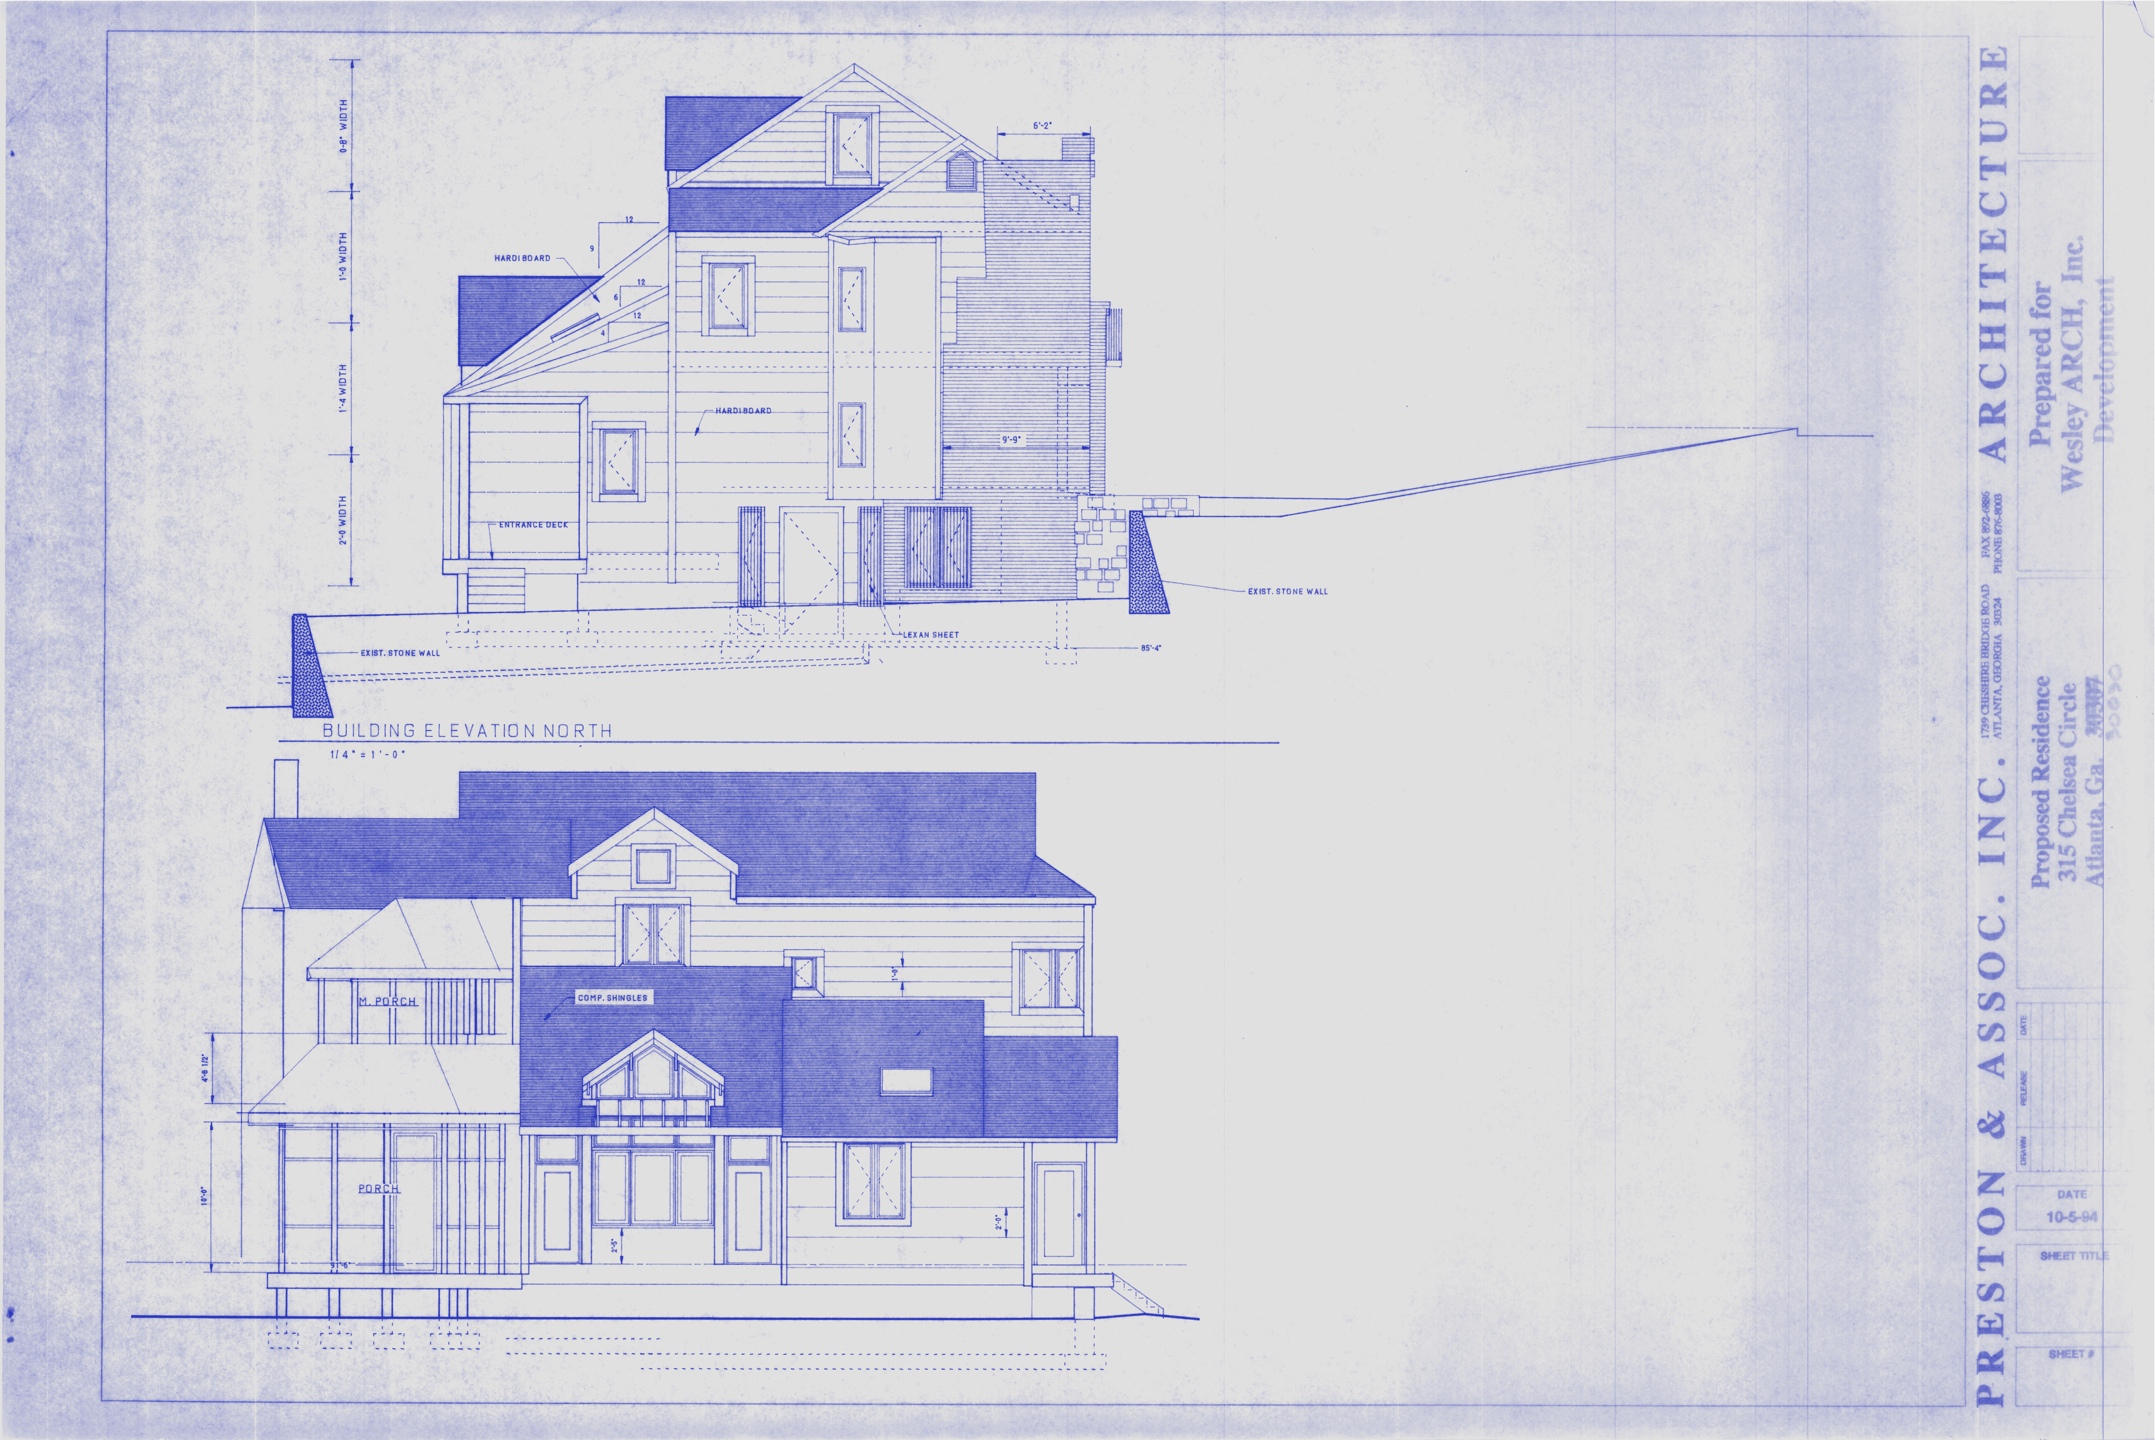 0-8" WIDTH
1'-0 WIDTH
1'-4 WIDTH
2'-0 WIDTH
6'-2"
12
9
HARDIBOARD
12
6
12
4
HARDIBOARD
9'-9"
ENTRANCE DECK
EXIST. STONE WALL
LEXAN SHEET
EXIST. STONE WALL
85'-4"
BUILDING ELEVATION NORTH
1/4" = 1'-0"
M. PORCH
COMP. SHINGLES
1'-0"
4'-8 1/2"
10'-0"
PORCH
2'-0"
PRESTON & ASSOC. INC. ARCHITECTURE
1739 CHESHIRE BRIDGE ROAD FAX 892-6886
ATLANTA, GEORGIA 30324 PHONE 876-8003
Prepared for
Wesley ARCH, Inc.
Development
Proposed Residence
315 Chelsea Circle
Atlanta, Ga. 30307
30030
DRAWN RELEASE DATE
DATE
10-5-94
SHEET TITLE
SHEET #